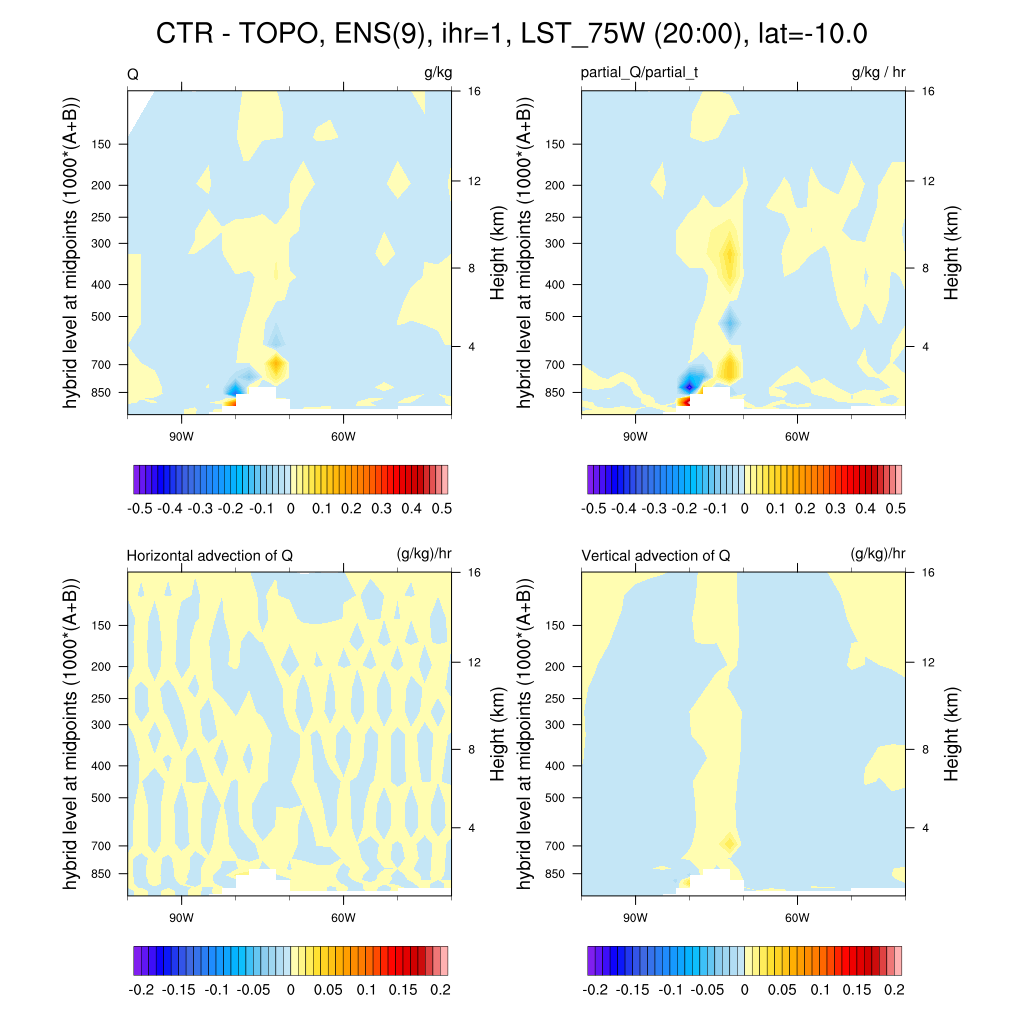 CTR - TOPO, ENS(9), ihr=1, LST_75W (20:00), lat=-10.0
Q g/kg
hybrid level at midpoints (1000*(A+B))
150
200
250
300
400
500
700
850
16
12
8
4
Height (km)
90W 60W
-0.5 -0.4 -0.3 -0.2 -0.1 0 0.1 0.2 0.3 0.4 0.5
partial_Q/partial_t g/kg / hr
hybrid level at midpoints (1000*(A+B))
150
200
250
300
400
500
700
850
16
12
8
4
Height (km)
90W 60W
-0.5 -0.4 -0.3 -0.2 -0.1 0 0.1 0.2 0.3 0.4 0.5
Horizontal advection of Q (g/kg)/hr
hybrid level at midpoints (1000*(A+B))
150
200
250
300
400
500
700
850
16
12
8
4
Height (km)
90W 60W
-0.2 -0.15 -0.1 -0.05 0 0.05 0.1 0.15 0.2
Vertical advection of Q (g/kg)/hr
hybrid level at midpoints (1000*(A+B))
150
200
250
300
400
500
700
850
16
12
8
4
Height (km)
90W 60W
-0.2 -0.15 -0.1 -0.05 0 0.05 0.1 0.15 0.2